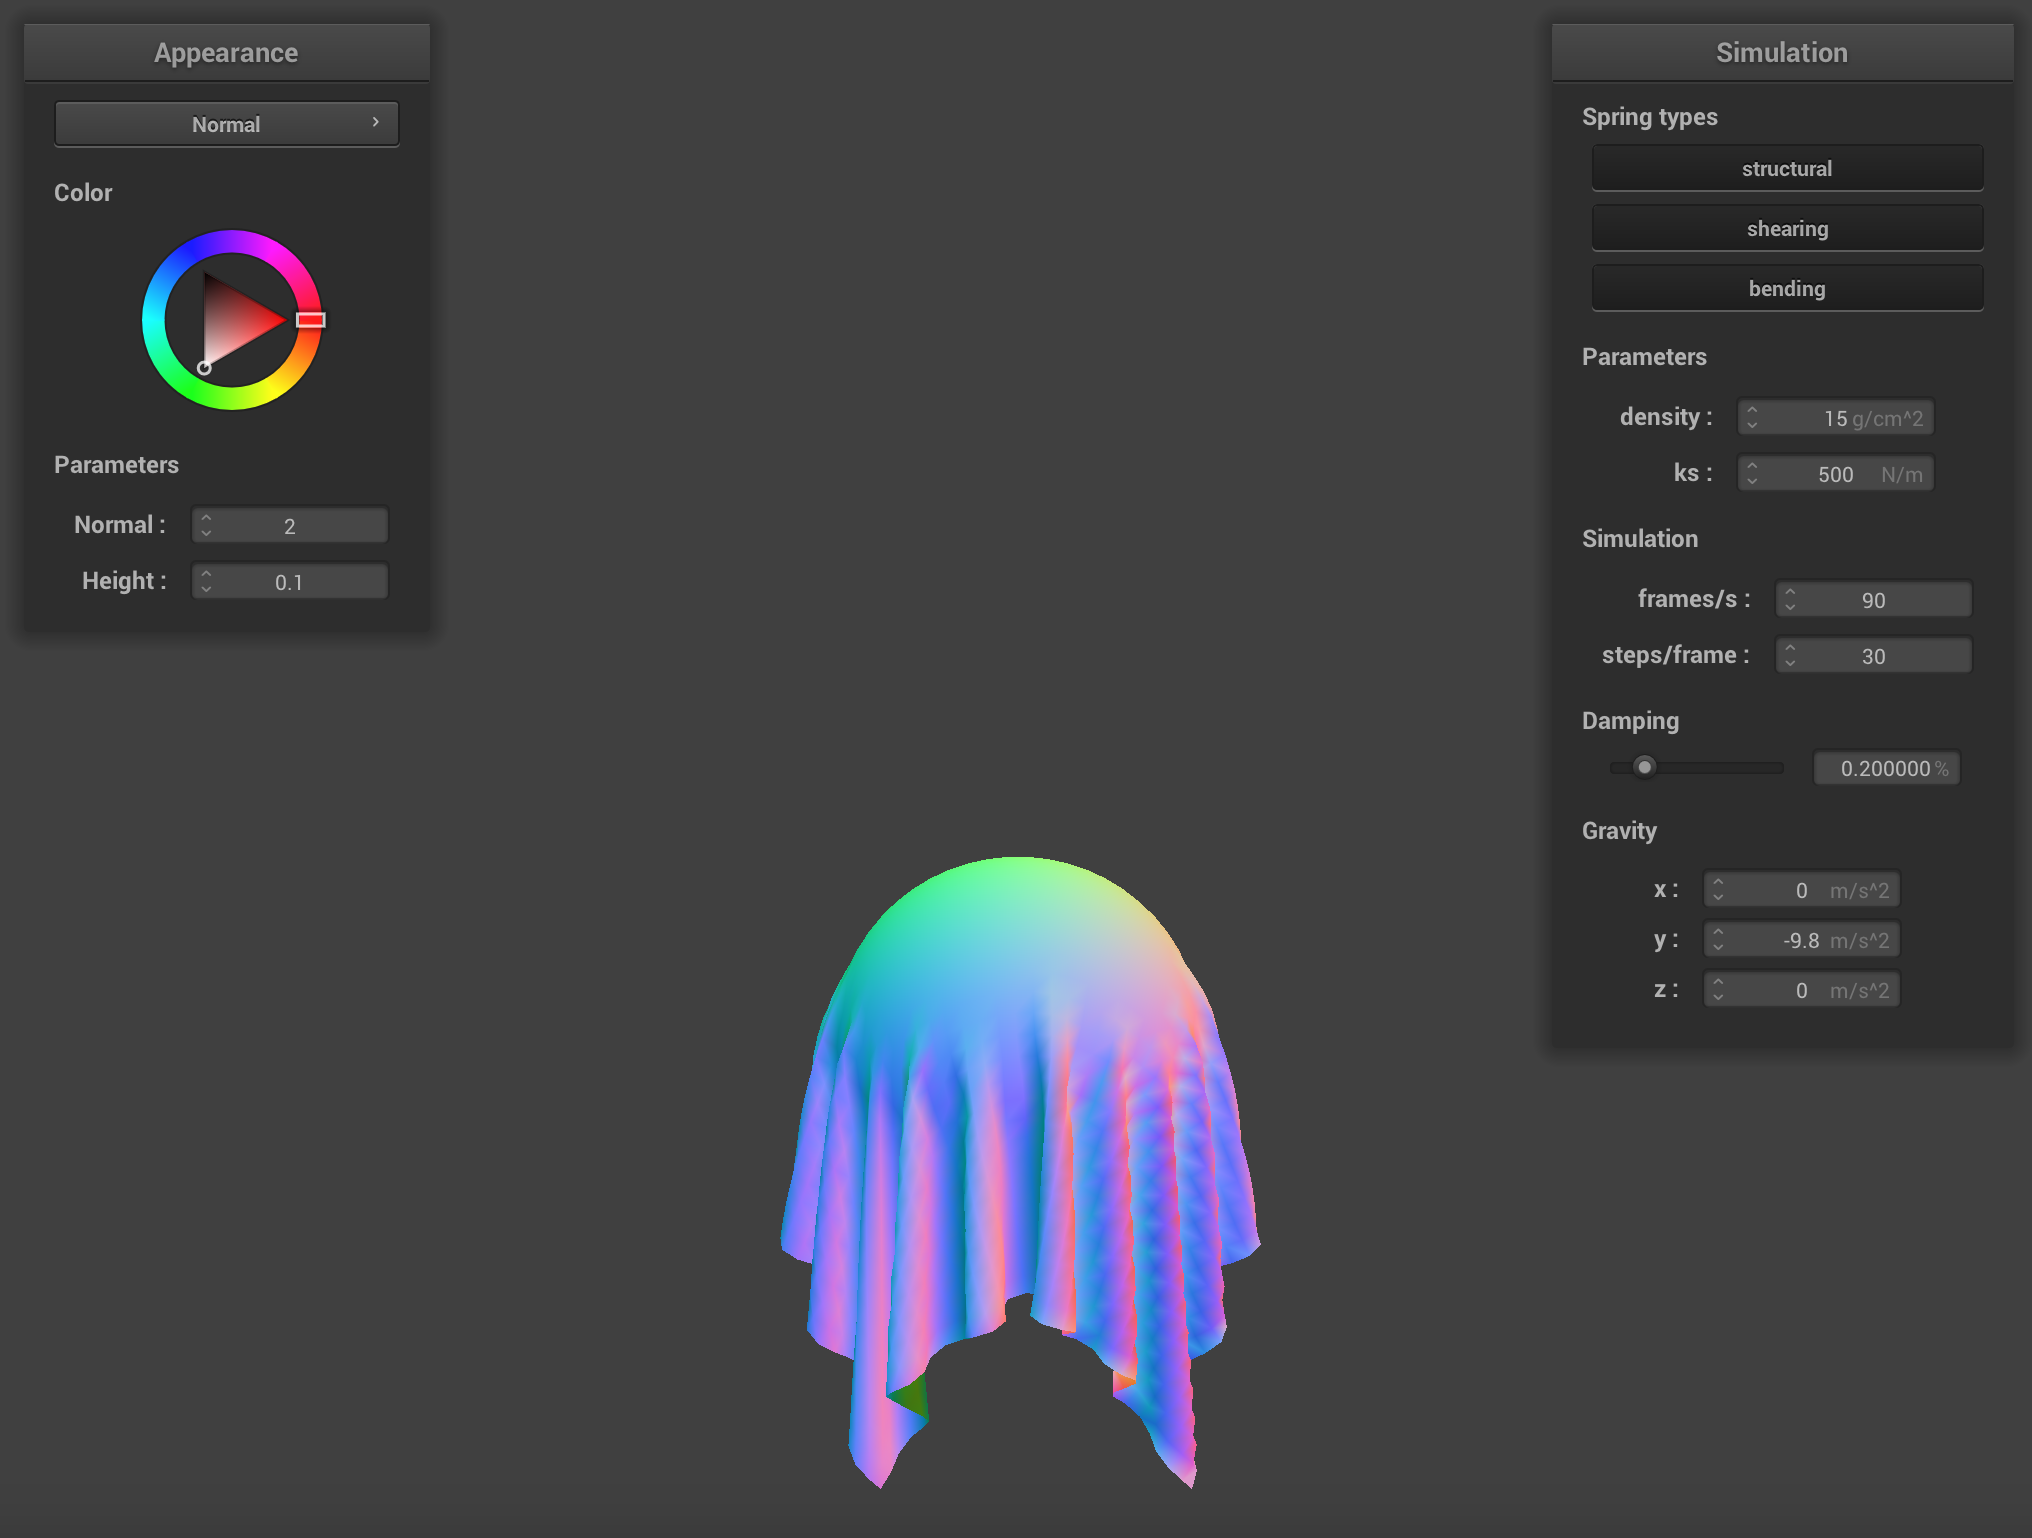 Appearance
Normal
Color
Parameters
Normal : 2
Height : 0.1
Simulation
Spring types
structural
shearing
bending
Parameters
density : 15 g/cm^2
ks : 500 N/m
Simulation
frames/s : 90
steps/frame : 30
Damping
0.200000 %
Gravity
x : 0 m/s^2
y : -9.8 m/s^2
z : 0 m/s^2